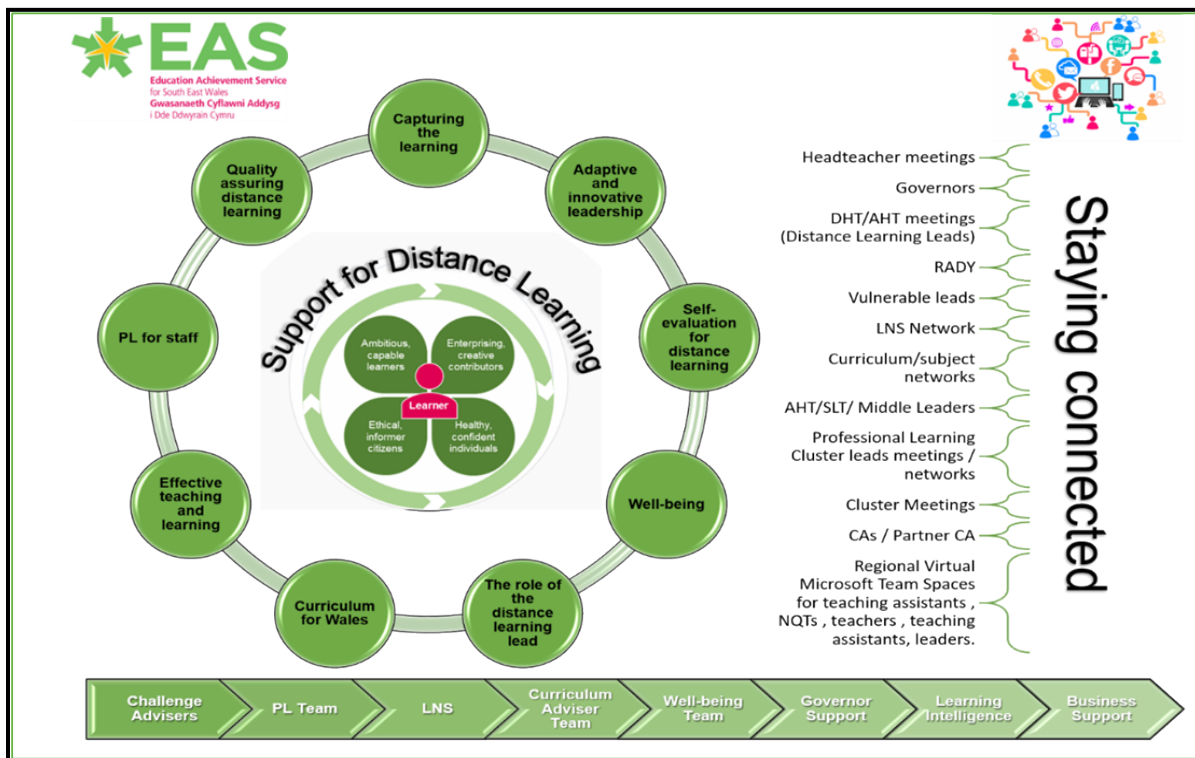 EAS
Education Achievement Service
for South East Wales
Gwasanaeth Cyflawni Addysg
i Dde Ddwyrain Cymru
Capturing
the
learning
Adaptive
and
innovative
leadership
Self-
evaluation
for
distance
learning
Well-being
The role of
the
distance
learning
lead
Curriculum
for Wales
Effective
teaching
and
learning
PL for staff
Quality
assuring
distance
learning
Support for Distance Learning
Ambitious,
capable
learners
Enterprising,
creative
contributors
Learner
Ethical,
informer
citizens
Healthy,
confident
individuals
Headteacher meetings
Governors
DHT/AHT meetings
(Distance Learning Leads)
RADY
Vulnerable leads
LNS Network
Curriculum/subject
networks
AHT/SLT/ Middle Leaders
Professional Learning
Cluster leads meetings /
networks
Cluster Meetings
CAs / Partner CA
Regional Virtual
Microsoft Team Spaces
for teaching assistants ,
NQTs , teachers , teaching
assistants, leaders.
Staying connected
Challenge
Advisers
PL Team
LNS
Curriculum
Adviser
Team
Well-being
Team
Governor
Support
Learning
Intelligence
Business
Support